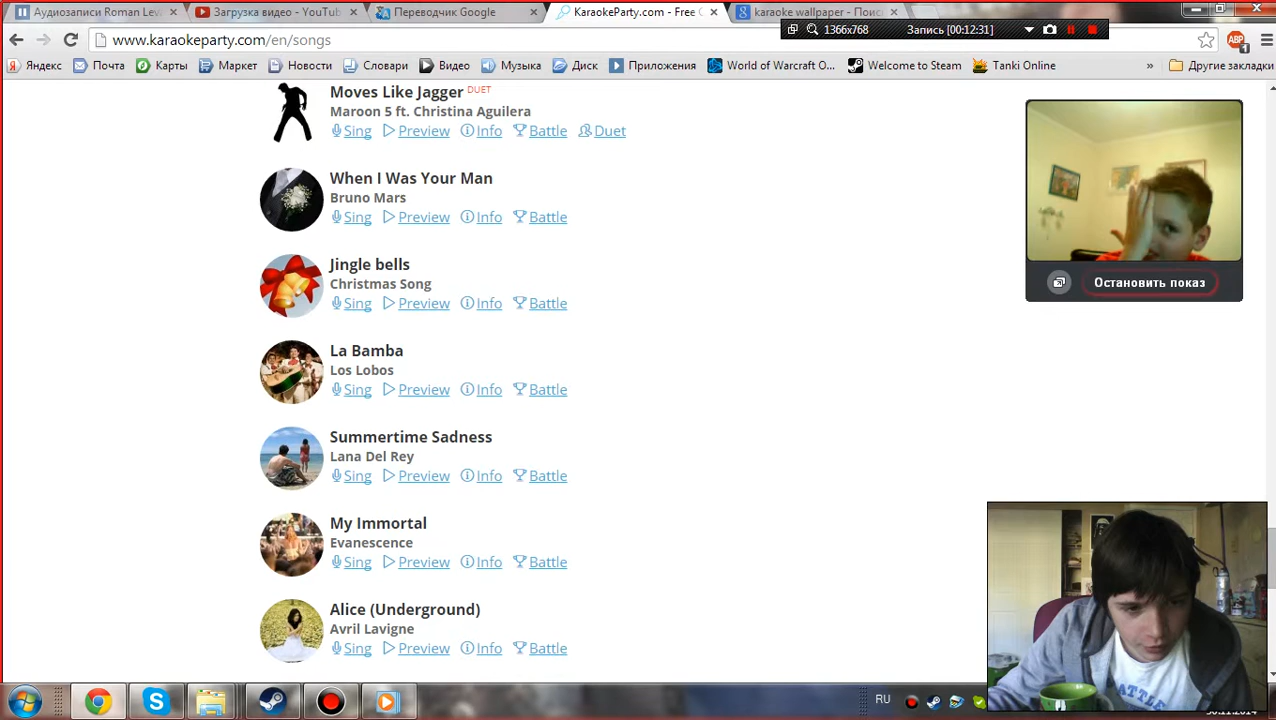 Аудиозаписи Roman Lev
Загрузка видео - YouTub
Переводчик Google
KaraokeParty.com - Free
karaoke wallpaper - Поис
1366x768
Запись [00:12:31]
www.karaokeparty.com/en/songs
ABP
1
Яндекс
Почта
Карты
Маркет
Новости
Словари
Видео
Музыка
Диск
Приложения
World of Warcraft O...
Welcome to Steam
Tanki Online
»
Другие закладки
Moves Like Jagger DUET
Maroon 5 ft. Christina Aguilera
Sing Preview Info Battle Duet
When I Was Your Man
Bruno Mars
Sing Preview Info Battle
Jingle bells
Christmas Song
Sing Preview Info Battle
La Bamba
Los Lobos
Sing Preview Info Battle
Summertime Sadness
Lana Del Rey
Sing Preview Info Battle
My Immortal
Evanescence
Sing Preview Info Battle
Alice (Underground)
Avril Lavigne
Sing Preview Info Battle
Остановить показ
RU